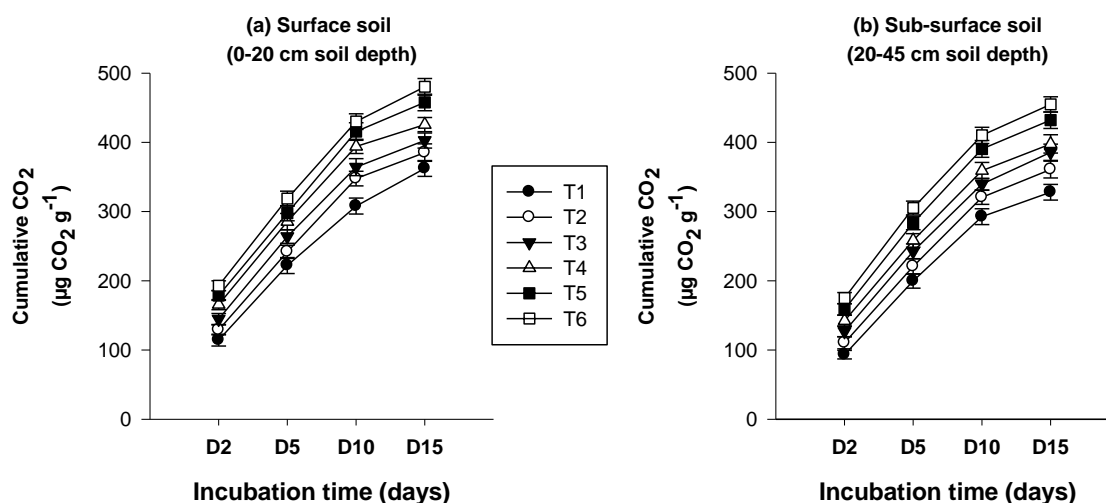 (a) Surface soil
(0-20 cm soil depth)
500
400
300
200
100
0
Cumulative CO2
(µg CO2 g-1)
D2 D5 D10 D15
Incubation time (days)
T1
T2
T3
T4
T5
T6
(b) Sub-surface soil
(20-45 cm soil depth)
500
400
300
200
100
0
Cumulative CO2
(µg CO2 g-1)
D2 D5 D10 D15
Incubation time (days)